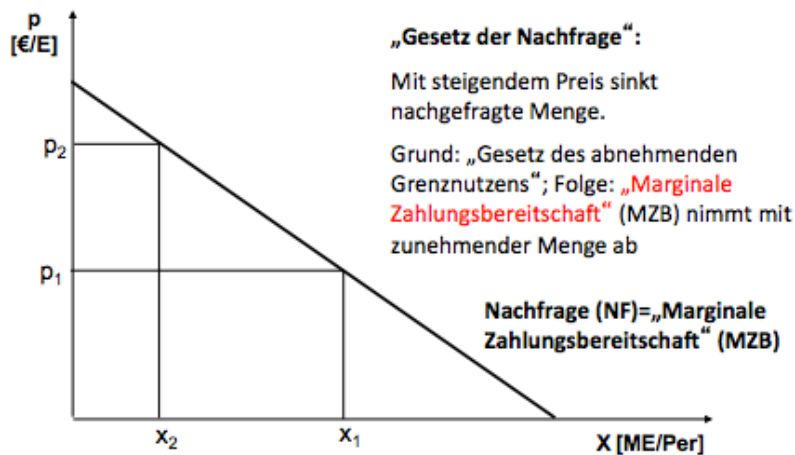 p
[€/E]
„Gesetz der Nachfrage“:
Mit steigendem Preis sinkt
nachgefragte Menge.
Grund: „Gesetz des abnehmenden
Grenznutzens“; Folge: „Marginale
Zahlungsbereitschaft“ (MZB) nimmt mit
zunehmender Menge ab
p₂
p₁
Nachfrage (NF)=„Marginale
Zahlungsbereitschaft“ (MZB)
x₂
x₁
X [ME/Per]